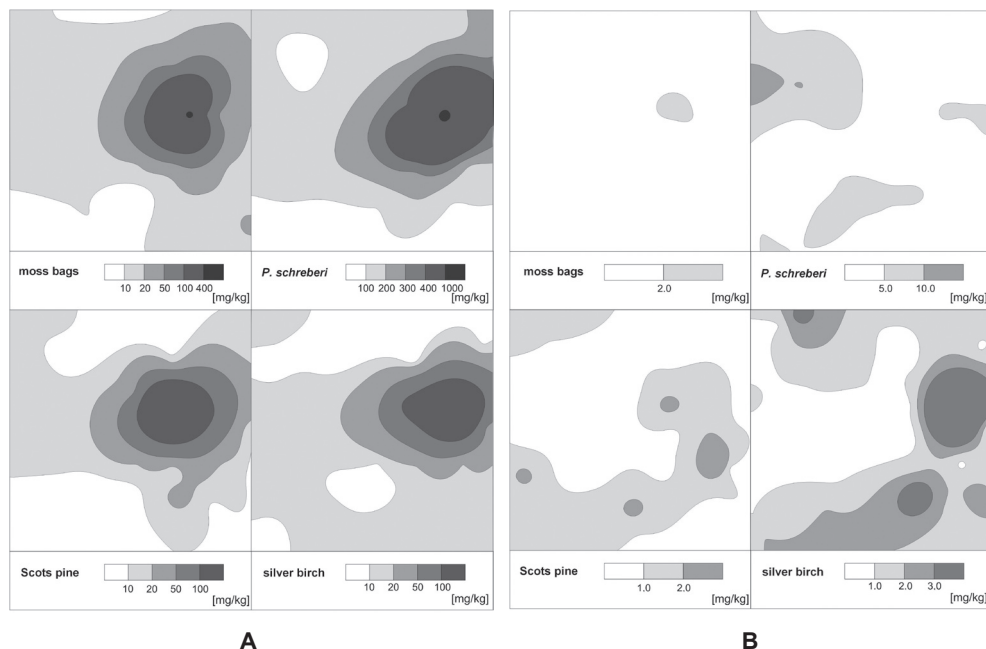 moss bags
10 20 50 100 400
[mg/kg]
P. schreberi
100 200 300 400 1000
[mg/kg]
moss bags
2.0
[mg/kg]
P. schreberi
5.0 10.0
[mg/kg]
Scots pine
10 20 50 100
[mg/kg]
silver birch
10 20 50 100
[mg/kg]
Scots pine
1.0 2.0
[mg/kg]
silver birch
1.0 2.0 3.0
[mg/kg]
A
B